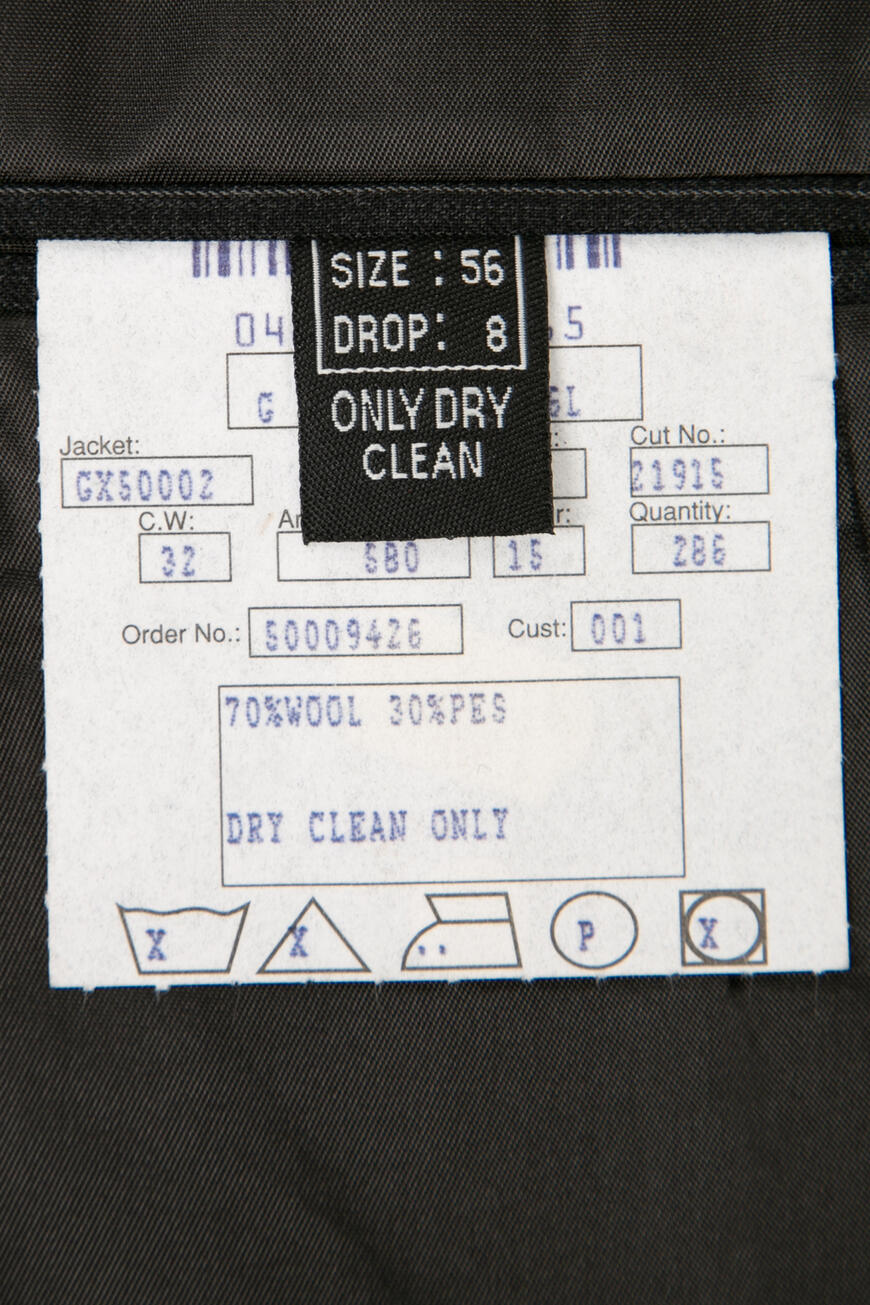 SIZE : 56
DROP: 8
ONLY DRY
CLEAN
04
5
G
Jacket:
Cut No.:
GX50002
21915
C.W:
Quantity:
32
580
15
286
Order No.: 50009426 Cust: 001
70%WOOL 30%PES
DRY CLEAN ONLY
X X .. P X